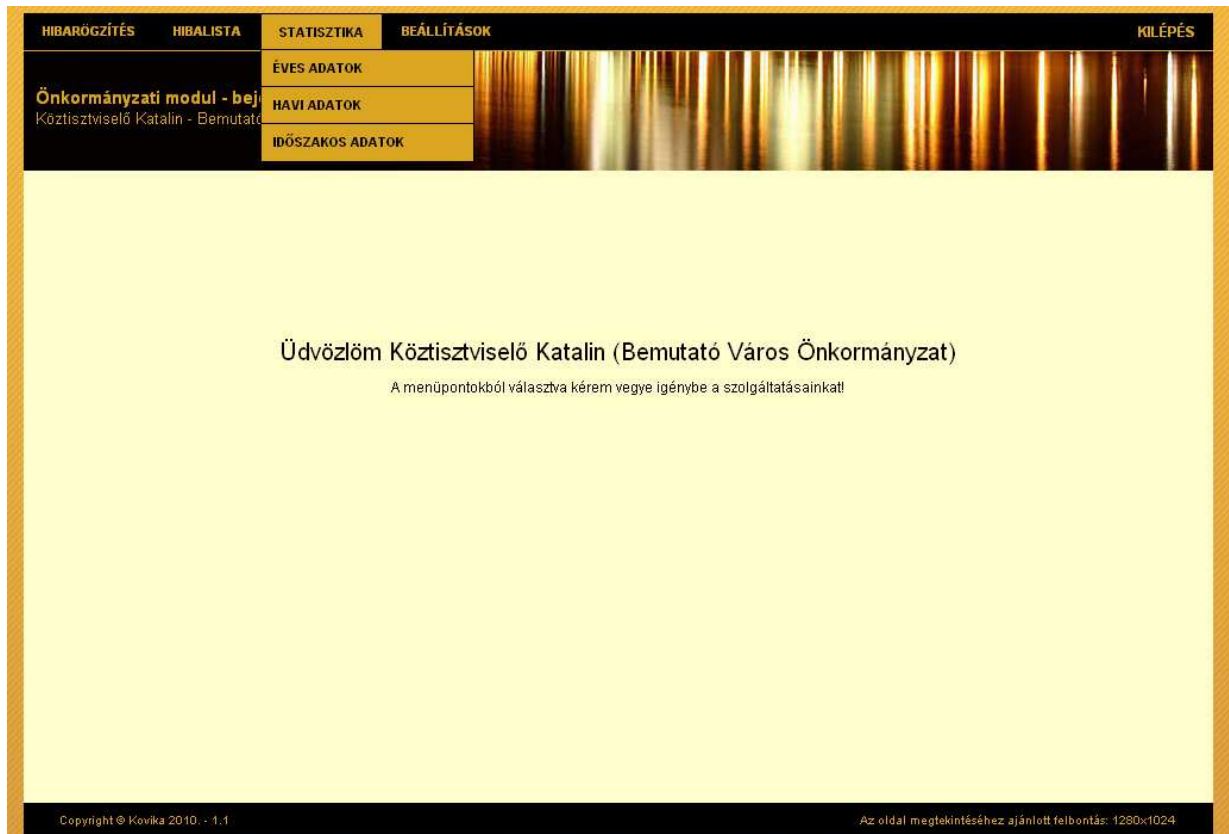 HIBARÖGZÍTÉS HIBALISTA STATISZTIKA BEÁLLÍTÁSOK KILÉPÉS
ÉVES ADATOK
HAVI ADATOK
IDŐSZAKOS ADATOK
Önkormányzati modul - bej
Köztisztviselő Katalin - Bemutató
Üdvözlöm Köztisztviselő Katalin (Bemutató Város Önkormányzat)
A menüpontokból választva kérem vegye igénybe a szolgáltatásainkat!
Copyright © Kovika 2010. - 1.1 Az oldal megtekintéséhez ajánlott felbontás: 1280x1024